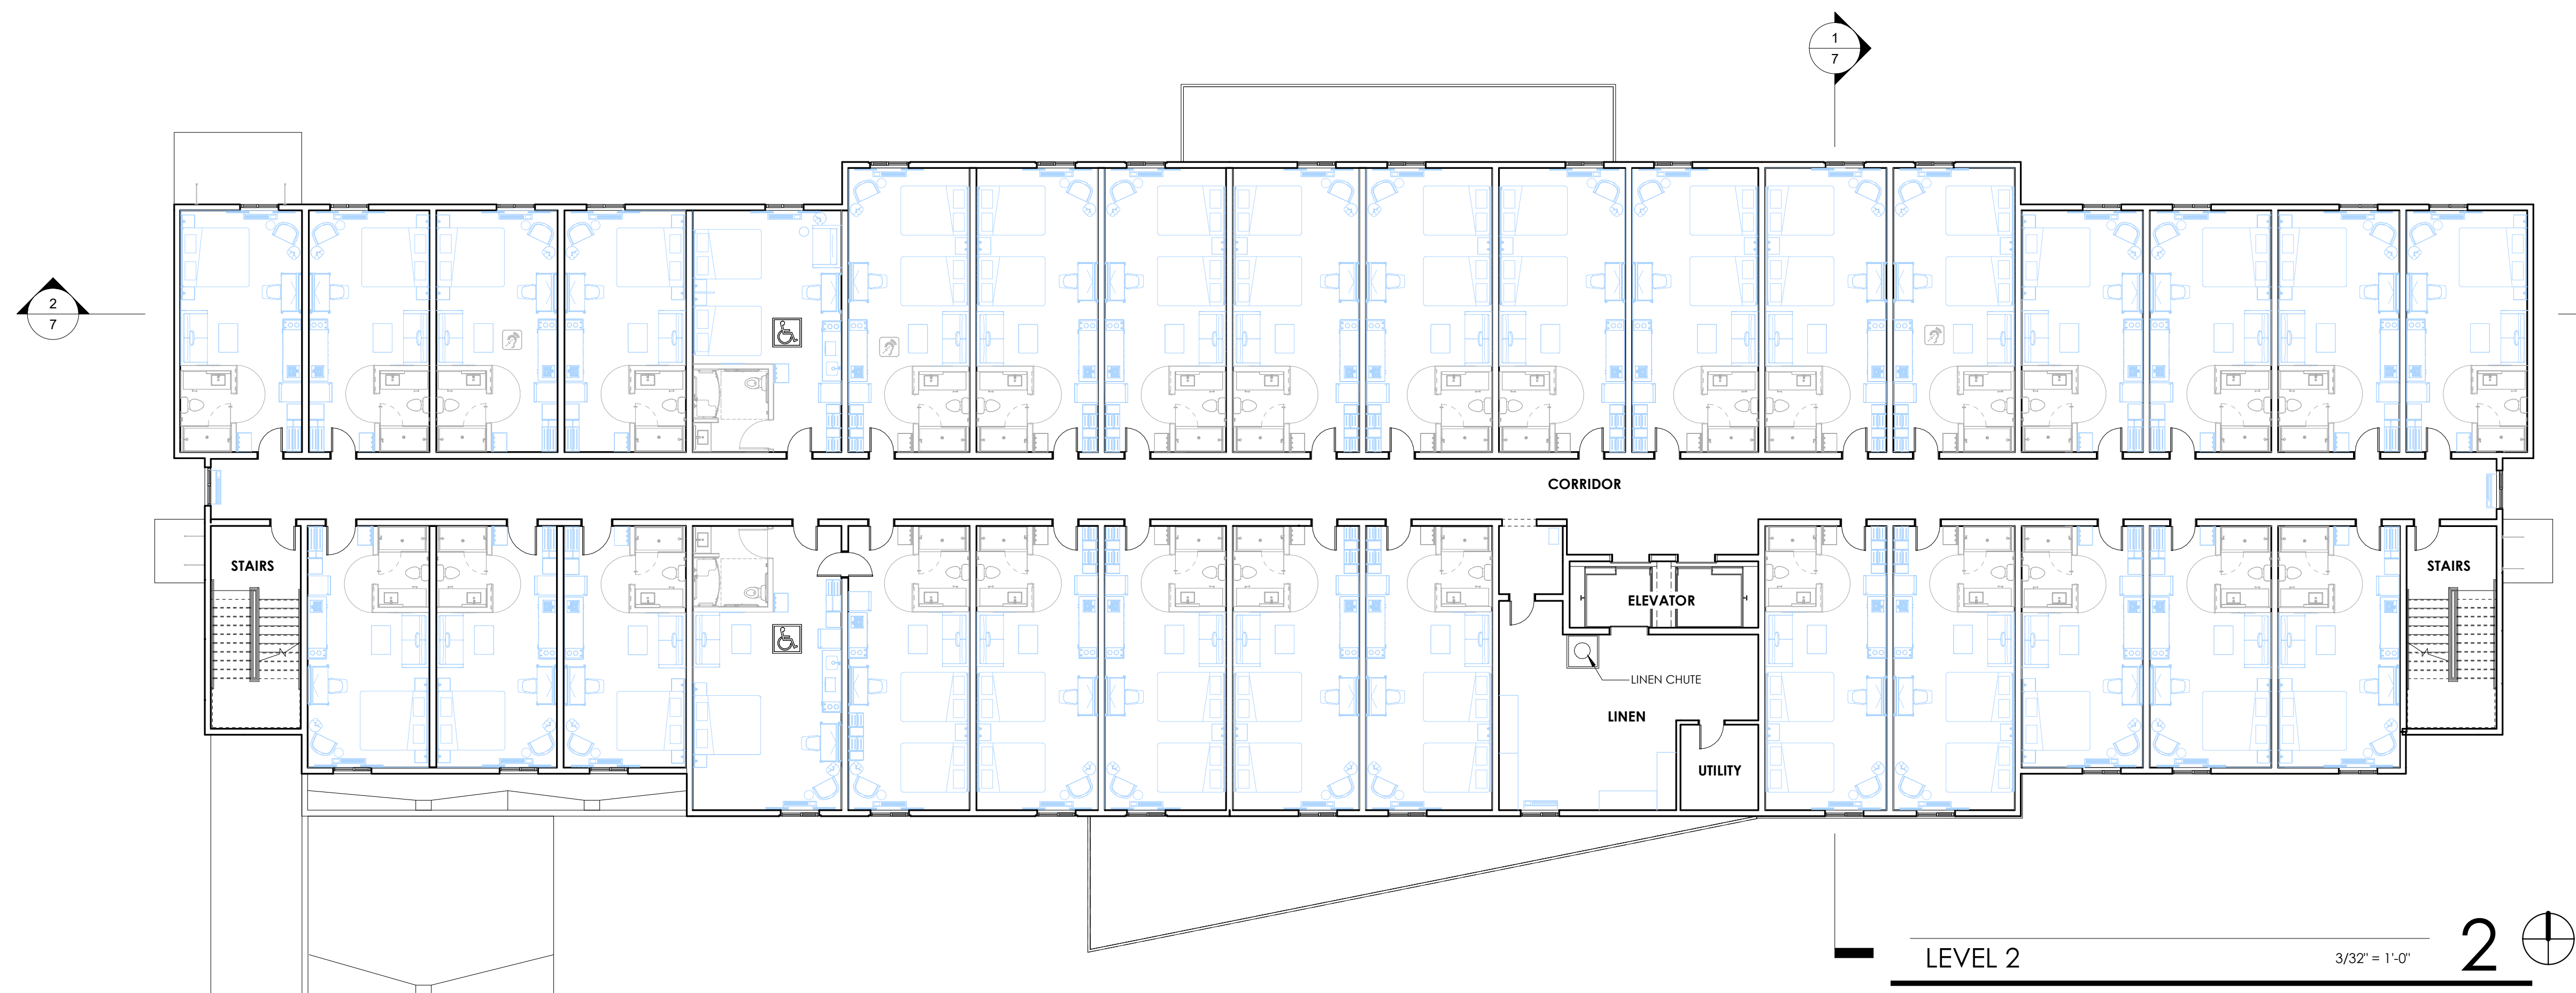 1
7
2
7
CORRIDOR
STAIRS
STAIRS
ELEVATOR
LINEN CHUTE
LINEN
UTILITY
LEVEL 2
3/32" = 1'-0"
2